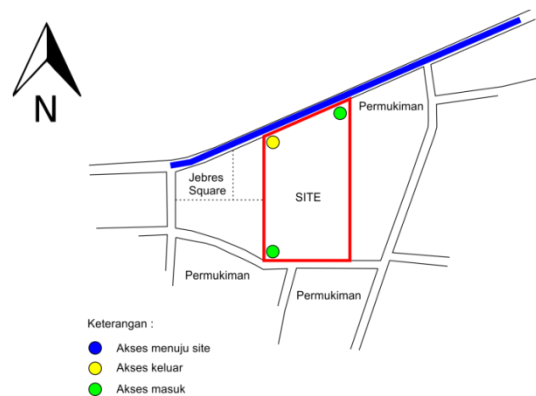 N
Permukiman
Jebres
Square
SITE
Permukiman
Permukiman
Keterangan :
Akses menuju site
Akses keluar
Akses masuk